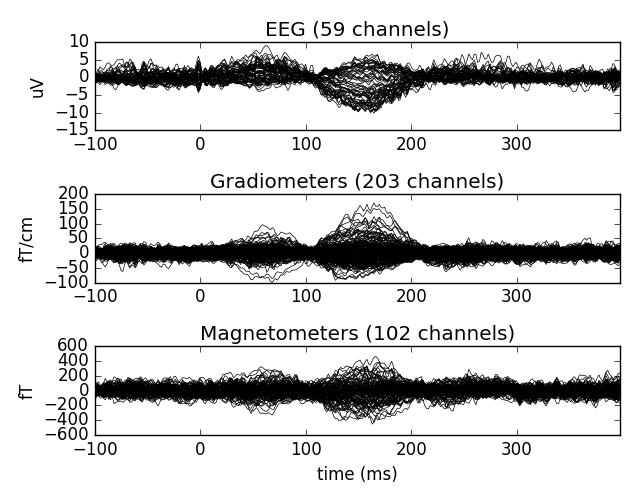 EEG (59 channels)
10
5
0
−5
−10
−15
uV
−100 0 100 200 300
Gradiometers (203 channels)
200
150
100
50
0
−50
−100
fT/cm
−100 0 100 200 300
Magnetometers (102 channels)
600
400
200
0
−200
−400
−600
fT
−100 0 100 200 300
time (ms)